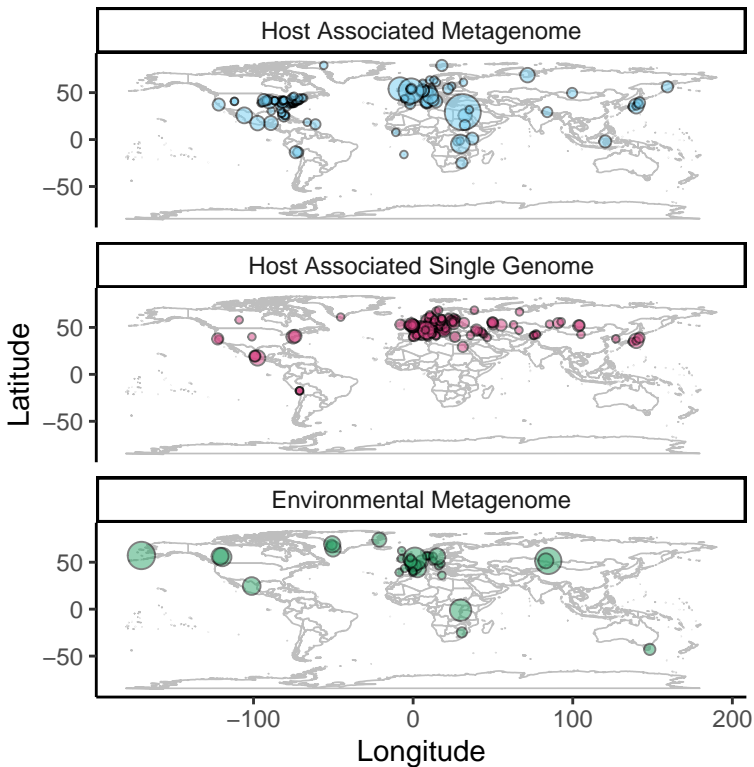 Host Associated Metagenome
50
0
−50
Host Associated Single Genome
50
0
−50
Environmental Metagenome
50
0
−50
Latitude
−100 0 100 200
Longitude